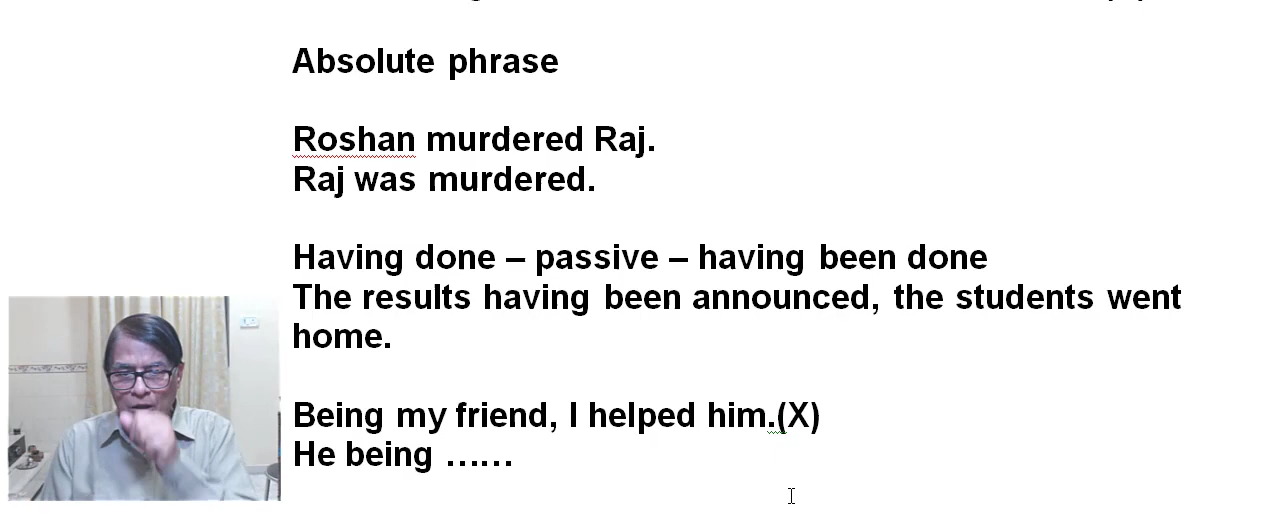 Absolute phrase
Roshan murdered Raj.
Raj was murdered.
Having done – passive – having been done
The results having been announced, the students went
home.
Being my friend, I helped him.(X)
He being ……